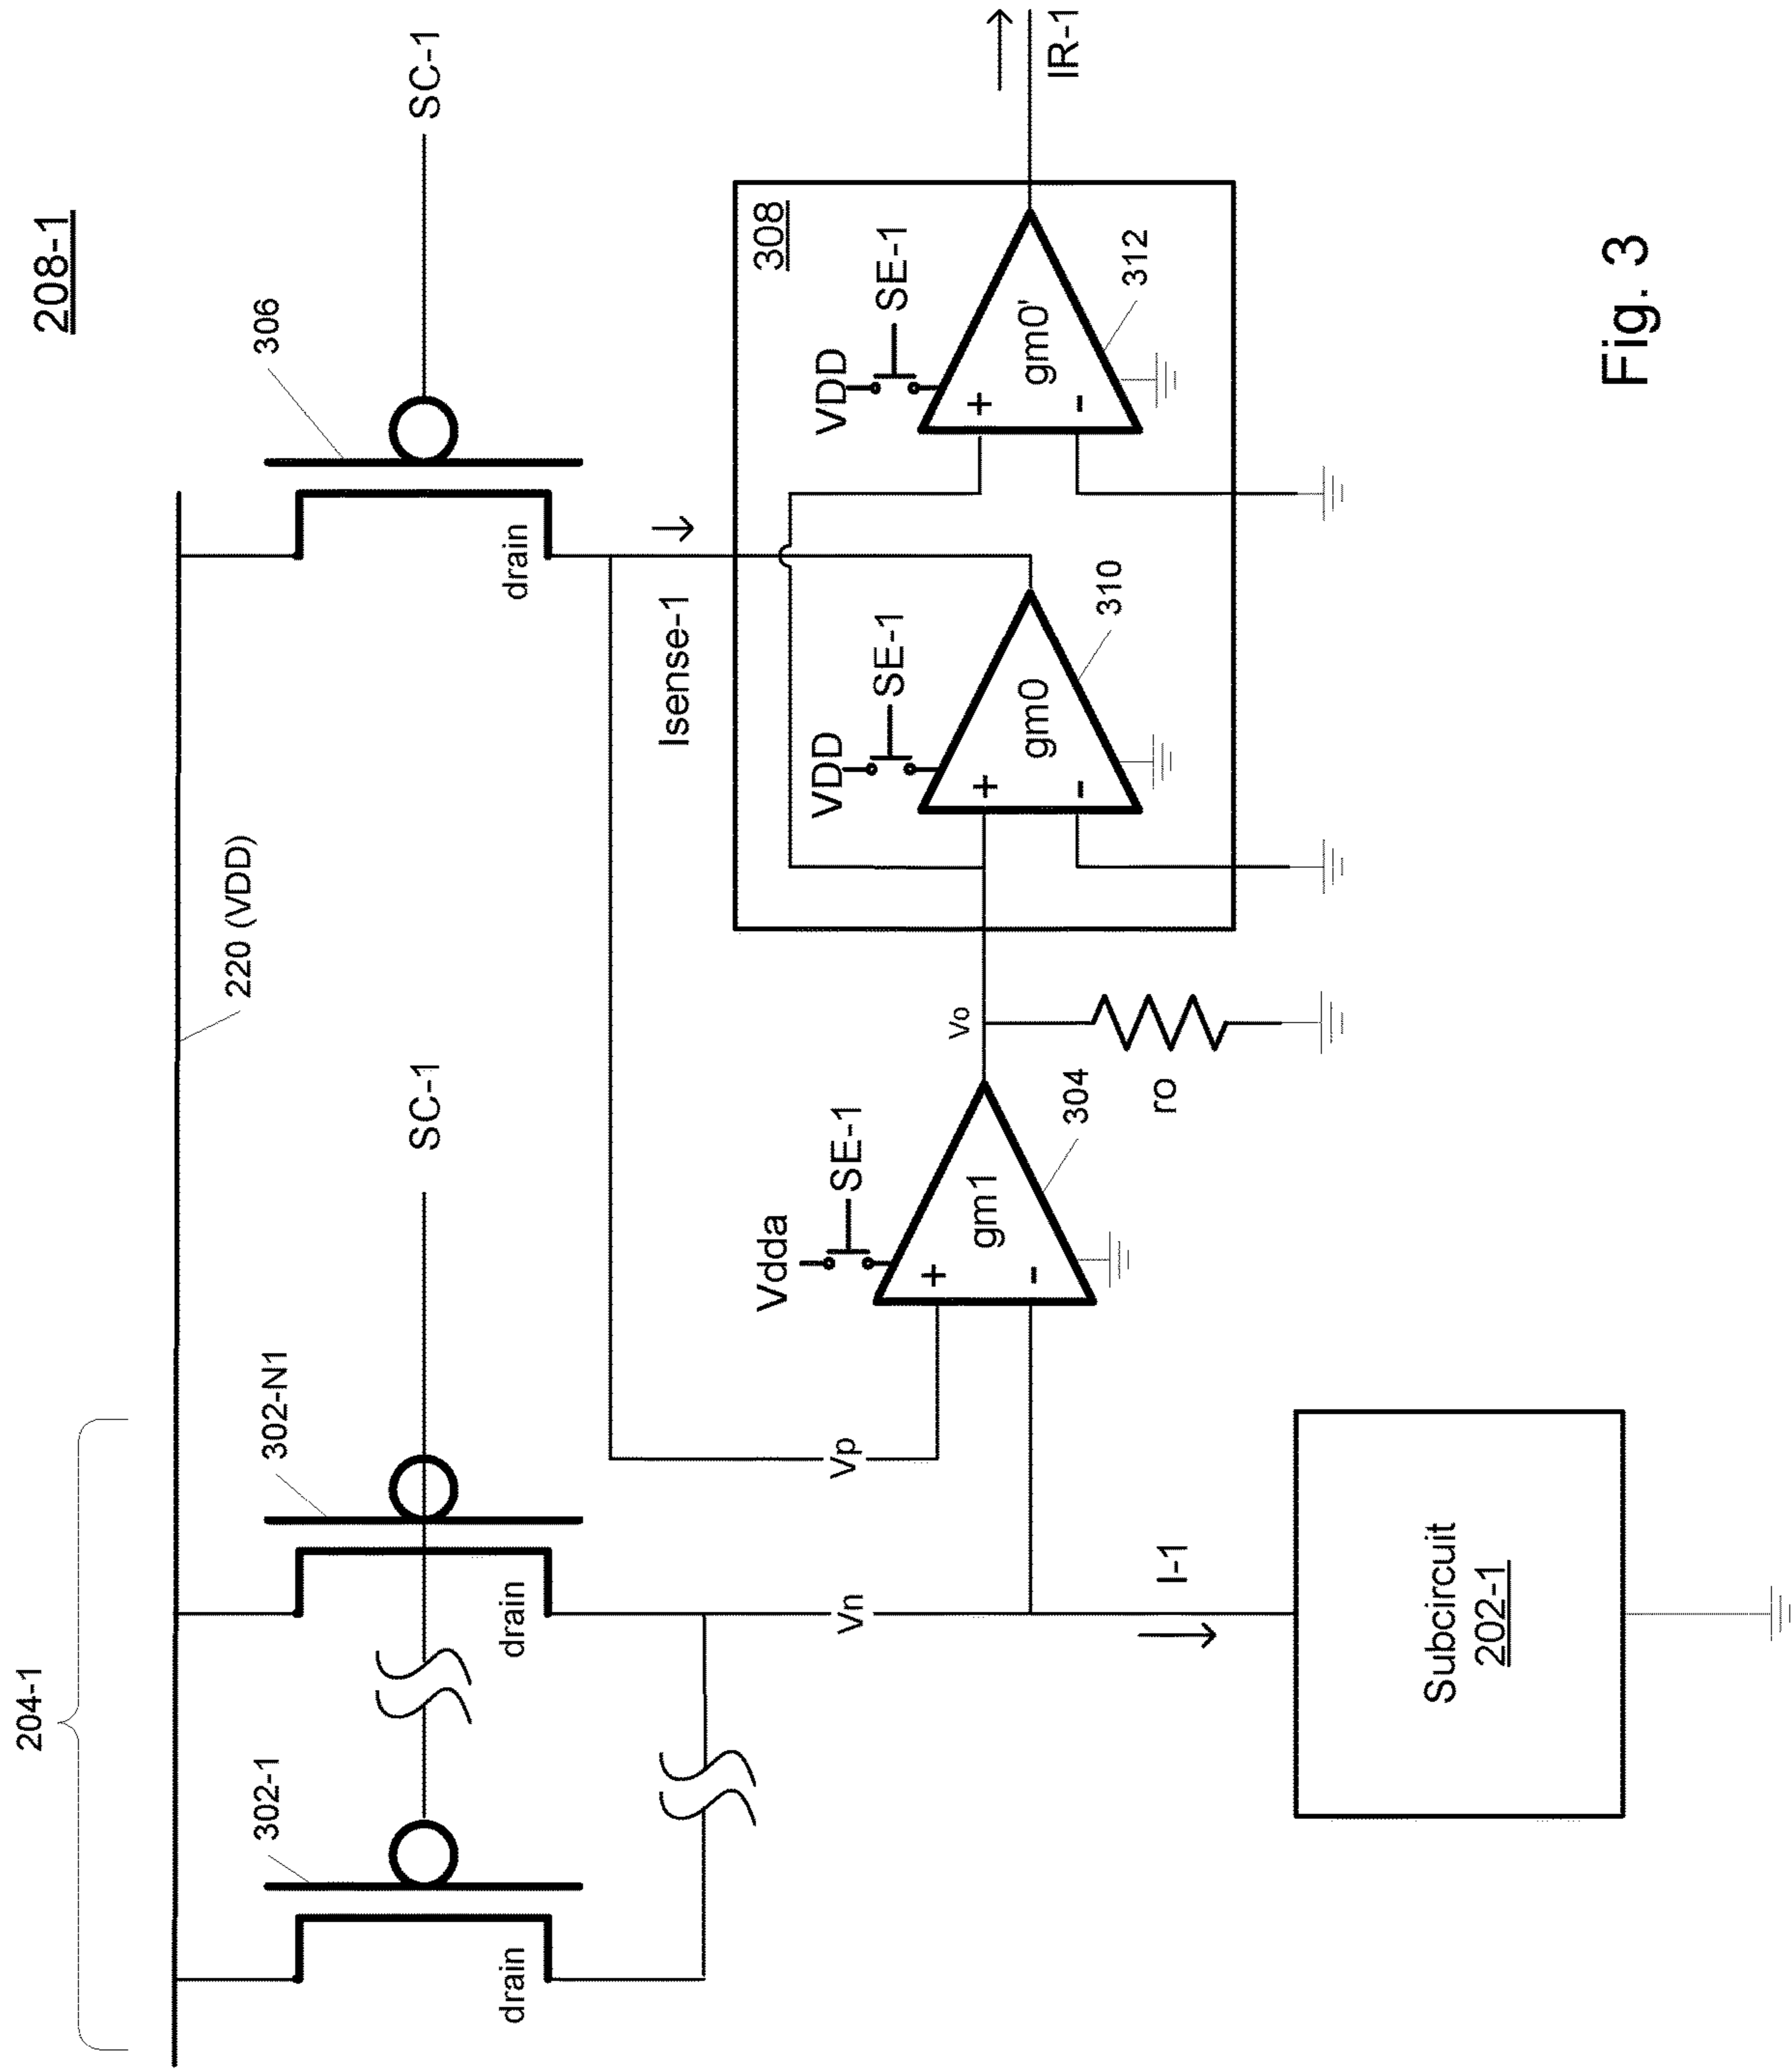 208-1
204-1
220 (VDD)
306
302-1
302-N1
SC-1
SC-1
drain
drain
drain
Isense-1
Vn
Vp
Vdda
SE-1
gm1
+
-
304
Vo
ro
308
VDD
SE-1
gm0
+
-
310
VDD
SE-1
gm0'
+
-
312
IR-1
I-1
Subcircuit
202-1
Fig. 3